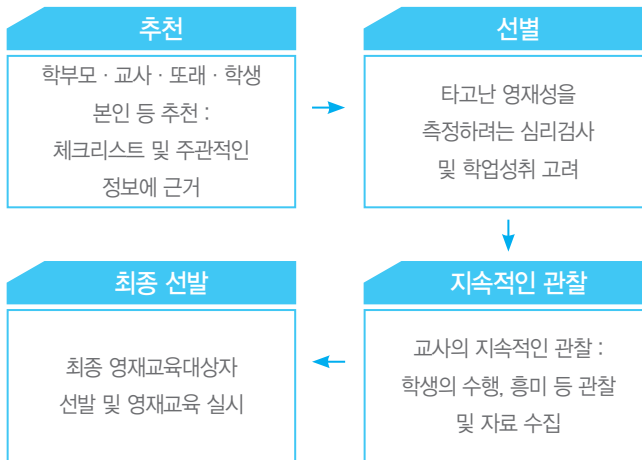 추천
학부모 · 교사 · 또래 · 학생
본인 등 추천 :
체크리스트 및 주관적인
정보에 근거
선별
타고난 영재성을
측정하려는 심리검사
및 학업성취 고려
지속적인 관찰
교사의 지속적인 관찰 :
학생의 수행, 흥미 등 관찰
및 자료 수집
최종 선발
최종 영재교육대상자
선발 및 영재교육 실시